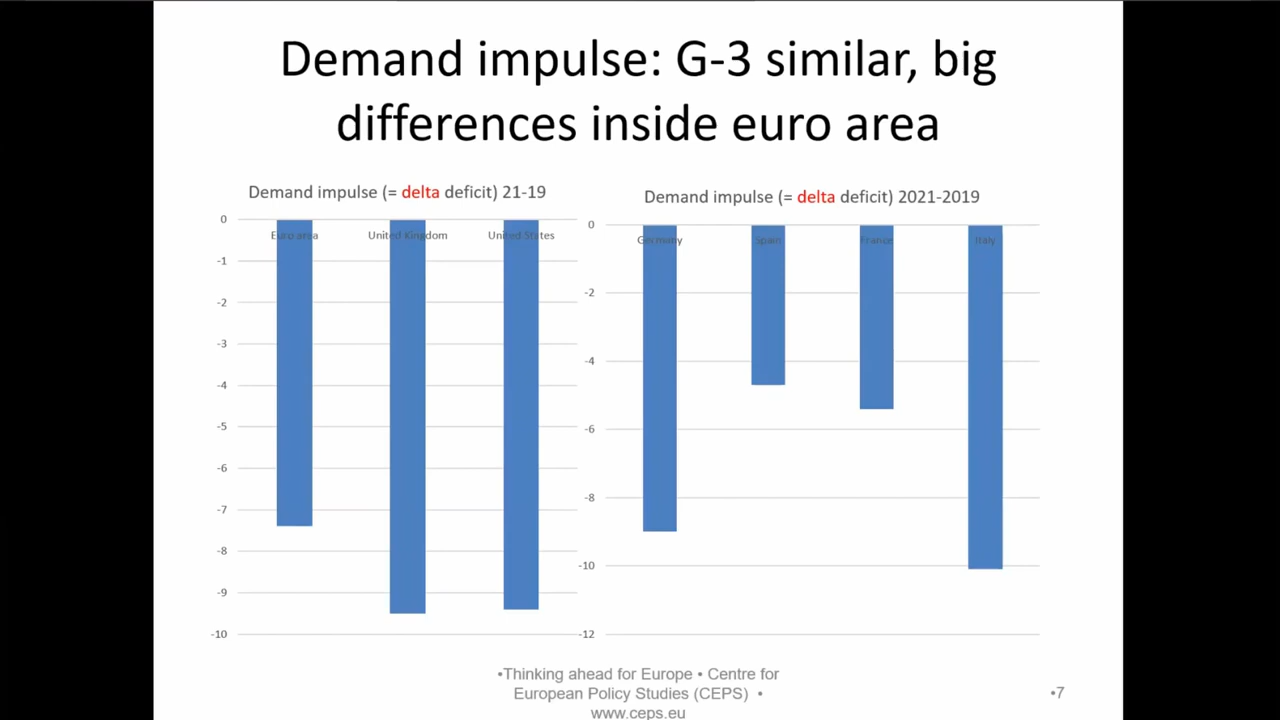 Demand impulse: G-3 similar, big
differences inside euro area
Demand impulse (= delta deficit) 21-19
0
Euro area
United Kingdom
United States
-1
-2
-3
-4
-5
-6
-7
-8
-9
-10
Demand impulse (= delta deficit) 2021-2019
0
Germany
Spain
France
Italy
-2
-4
-6
-8
-10
-12
•Thinking ahead for Europe • Centre for
European Policy Studies (CEPS) •
www.ceps.eu
•7